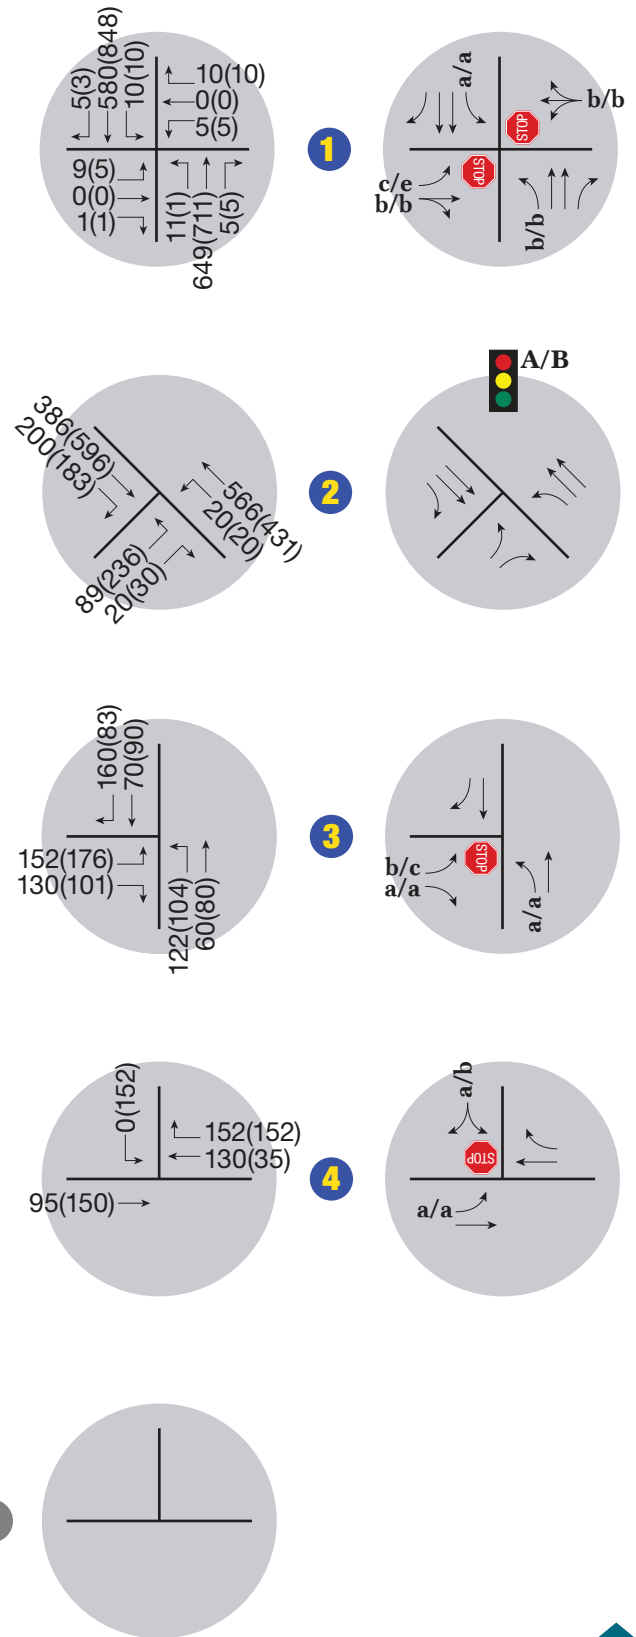 5(3)
580(848)
10(10)
10(10)
0(0)
5(5)
9(5)
0(0)
1(1)
11(1)
649(711)
5(5)
1
a/a
b/b
STOP
STOP
c/e
b/b
b/b
386(596)
200(183)
566(431)
20(20)
89(236)
20(30)
2
A/B
160(83)
70(90)
152(176)
130(101)
122(104)
60(80)
3
STOP
b/c
a/a
a/a
0(152)
152(152)
130(35)
95(150)
4
a/b
STOP
a/a